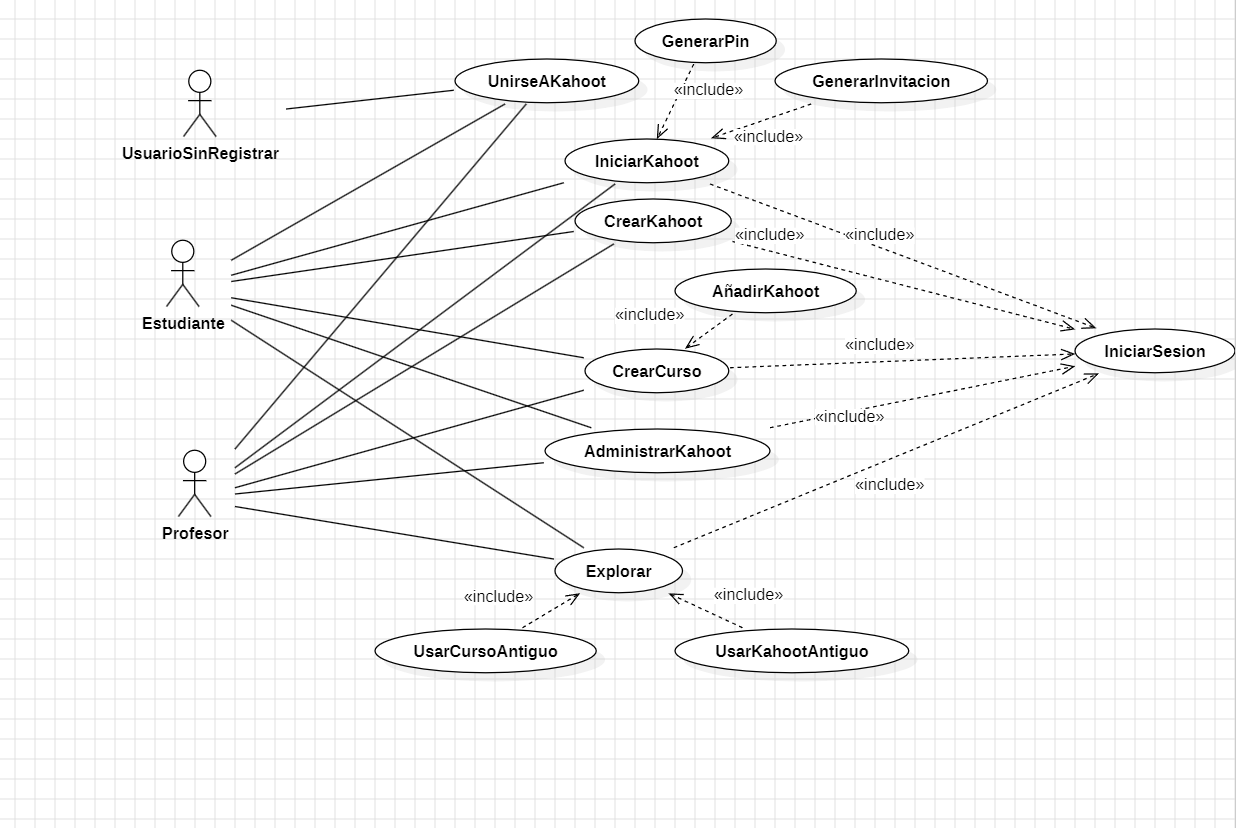 GenerarPin
UnirseAKahoot
GenerarInvitacion
«include»
UsuarioSinRegistrar
«include»
IniciarKahoot
CrearKahoot
«include»
«include»
AñadirKahoot
Estudiante
«include»
«include»
IniciarSesion
CrearCurso
«include»
AdministrarKahoot
«include»
Profesor
Explorar
«include»
«include»
UsarCursoAntiguo
UsarKahootAntiguo